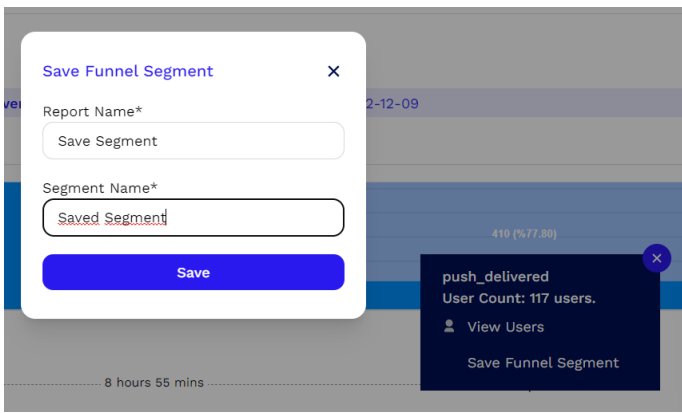 Save Funnel Segment
ver
2-12-09
Report Name*
Save Segment
Segment Name*
Saved Segment
410 (%77.80)
Save
push_delivered
User Count: 117 users.
View Users
Save Funnel Segment
8 hours 55 mins